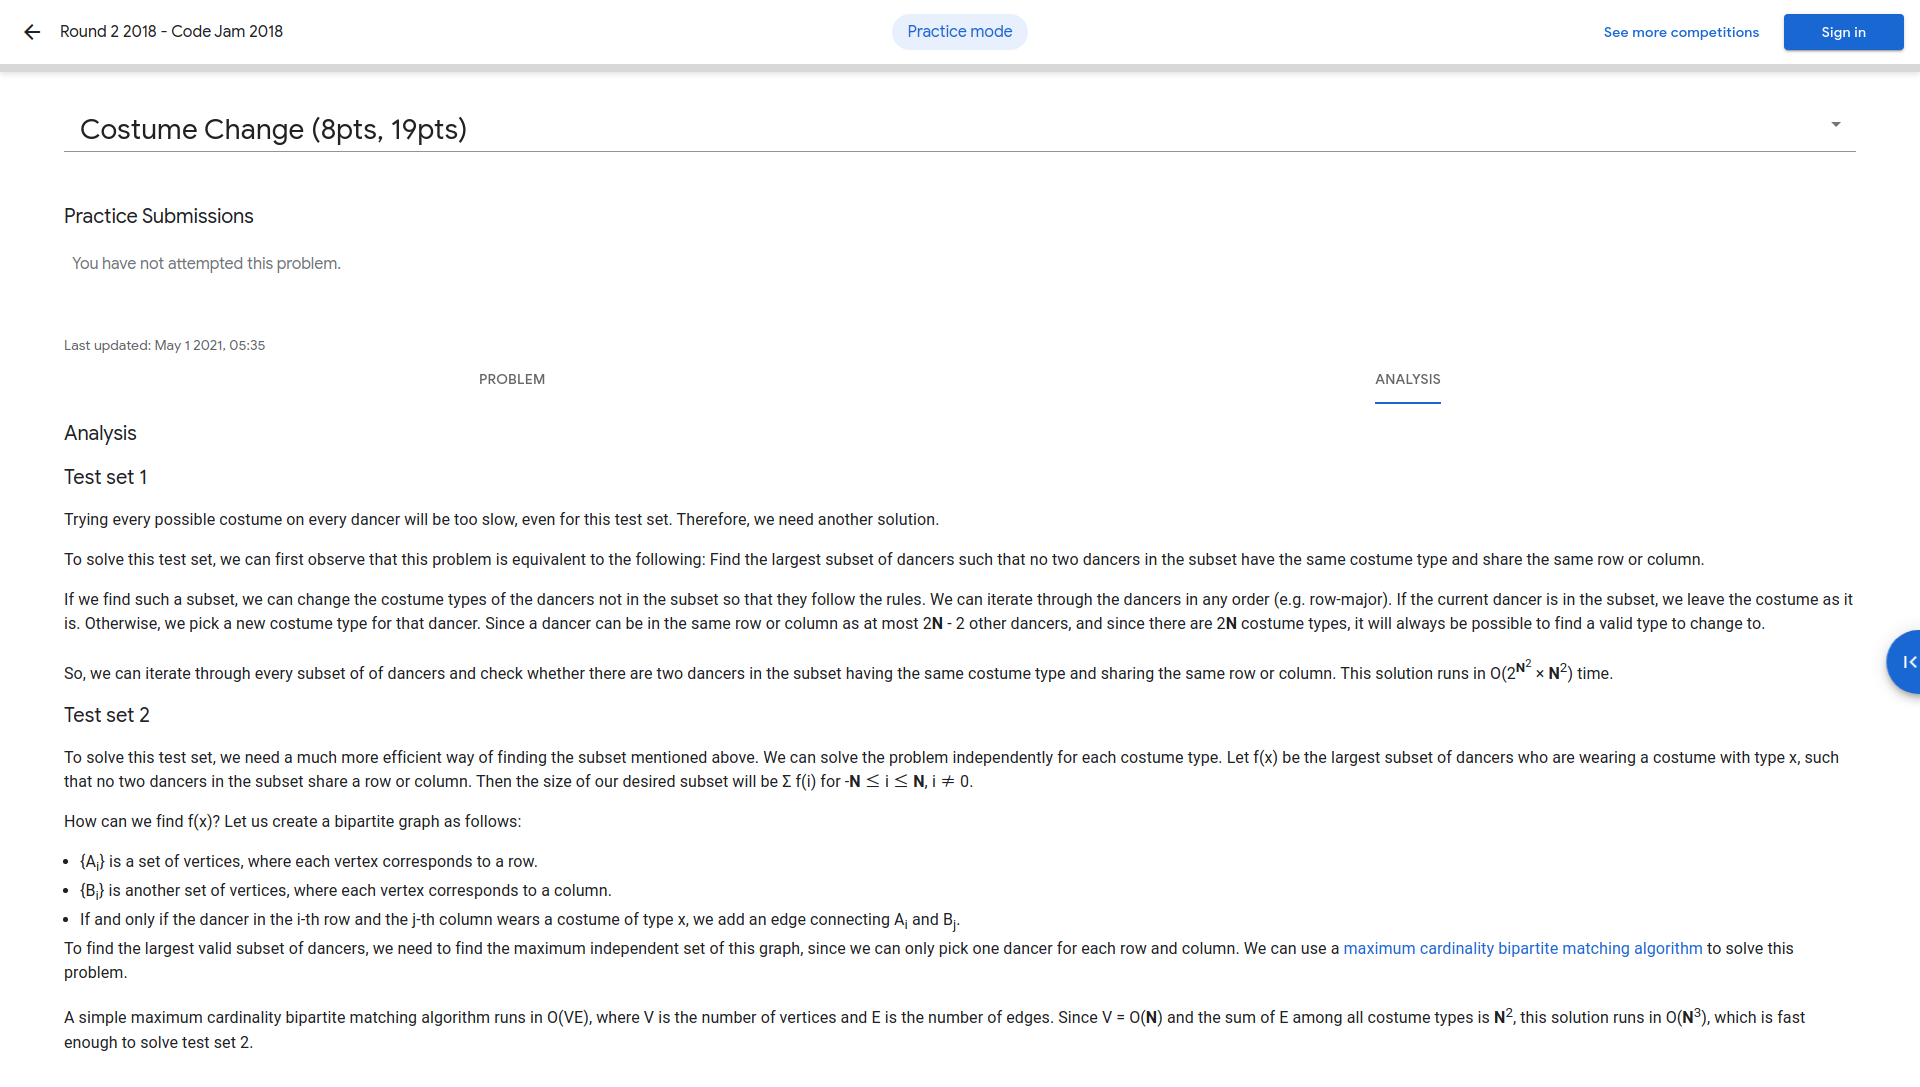 Round 2 2018 - Code Jam 2018
Practice mode
See more competitions
Sign in
Costume Change (8pts, 19pts)
Practice Submissions
You have not attempted this problem.
Last updated: May 1 2021, 05:35
PROBLEM
ANALYSIS
Analysis
Test set 1
Trying every possible costume on every dancer will be too slow, even for this test set. Therefore, we need another solution.
To solve this test set, we can first observe that this problem is equivalent to the following: Find the largest subset of dancers such that no two dancers in the subset have the same costume type and share the same row or column.
If we find such a subset, we can change the costume types of the dancers not in the subset so that they follow the rules. We can iterate through the dancers in any order (e.g. row-major). If the current dancer is in the subset, we leave the costume as it
is. Otherwise, we pick a new costume type for that dancer. Since a dancer can be in the same row or column as at most 2N - 2 other dancers, and since there are 2N costume types, it will always be possible to find a valid type to change to.
So, we can iterate through every subset of of dancers and check whether there are two dancers in the subset having the same costume type and sharing the same row or column. This solution runs in O(2^N^2 × N^2) time.
Test set 2
To solve this test set, we need a much more efficient way of finding the subset mentioned above. We can solve the problem independently for each costume type. Let f(x) be the largest subset of dancers who are wearing a costume with type x, such
that no two dancers in the subset share a row or column. Then the size of our desired subset will be Σ f(i) for -N ≤ i ≤ N, i ≠ 0.
How can we find f(x)? Let us create a bipartite graph as follows:
• {A_i} is a set of vertices, where each vertex corresponds to a row.
• {B_i} is another set of vertices, where each vertex corresponds to a column.
• If and only if the dancer in the i-th row and the j-th column wears a costume of type x, we add an edge connecting A_i and B_j.
To find the largest valid subset of dancers, we need to find the maximum independent set of this graph, since we can only pick one dancer for each row and column. We can use a maximum cardinality bipartite matching algorithm to solve this
problem.
A simple maximum cardinality bipartite matching algorithm runs in O(VE), where V is the number of vertices and E is the number of edges. Since V = O(N) and the sum of E among all costume types is N^2, this solution runs in O(N^3), which is fast
enough to solve test set 2.